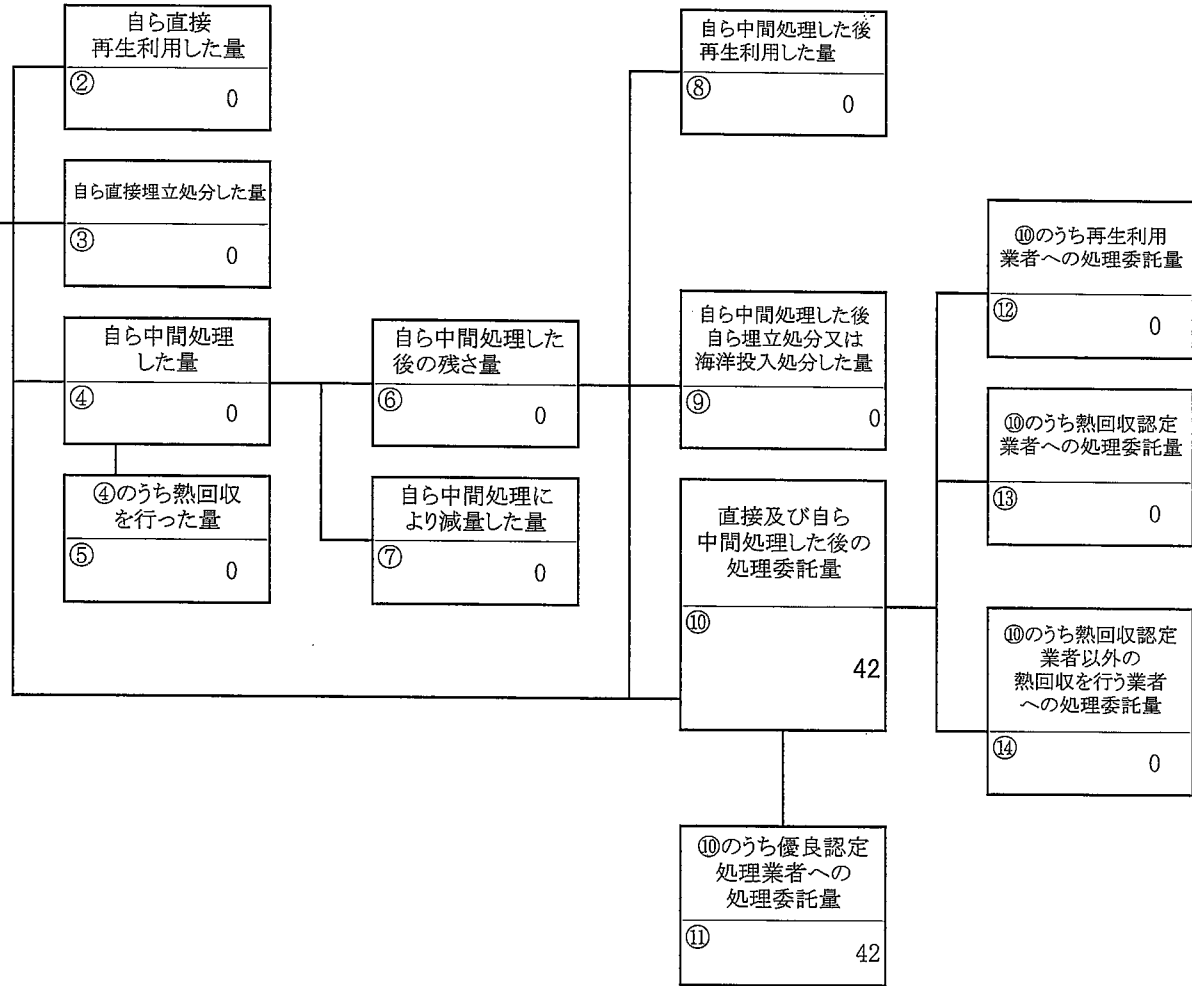 自ら直接
再生利用した量
②
0
自ら直接埋立処分した量
③
0
自ら中間処理
した量
④
0
④のうち熱回収
を行った量
⑤
0
自ら中間処理した
後の残さ量
⑥
0
自ら中間処理に
より減量した量
⑦
0
自ら中間処理した後
再生利用した量
⑧
0
自ら中間処理した後
自ら埋立処分又は
海洋投入処分した量
⑨
0
直接及び自ら
中間処理した後の
処理委託量
⑩
42
⑩のうち優良認定
処理業者への
処理委託量
⑪
42
⑩のうち再生利用
業者への処理委託量
⑫
0
⑩のうち熱回収認定
業者への処理委託量
⑬
0
⑩のうち熱回収認定
業者以外の
熱回収を行う業者
への処理委託量
⑭
0